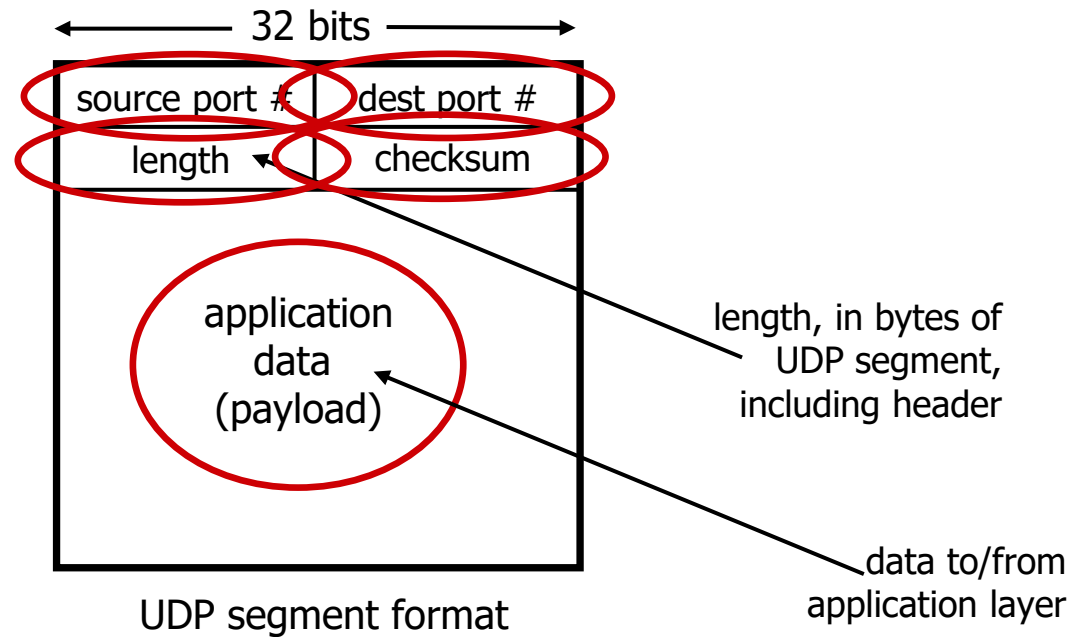 32 bits
source port #
dest port #
length
checksum
application
data
(payload)
length, in bytes of
UDP segment,
including header
data to/from
application layer
UDP segment format